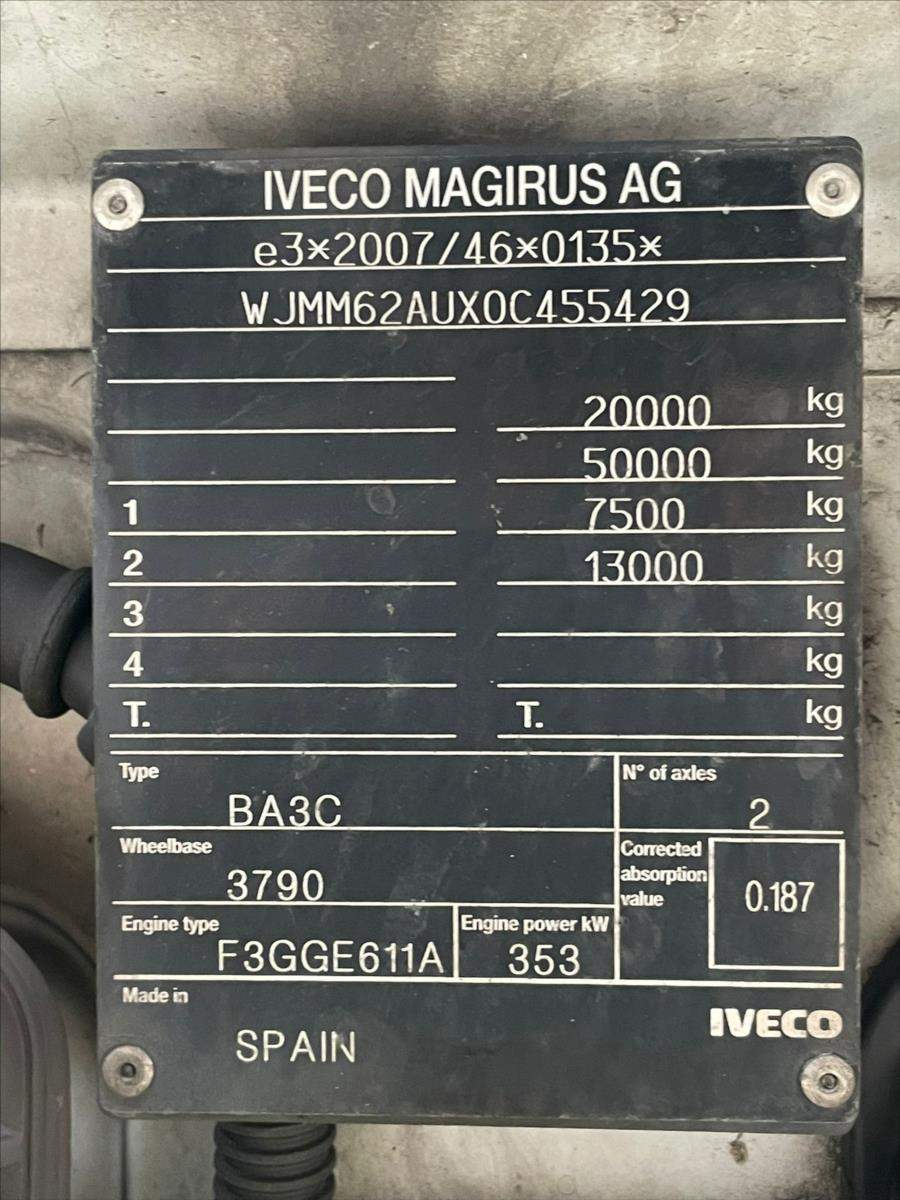 IVECO MAGIRUS AG
e3*2007/46*0135*
WJMM62AUX0C455429
20000 kg
50000 kg
1 7500 kg
2 13000 kg
3 kg
4 kg
T. T. kg
Type N° of axles
BA3C 2
Wheelbase Corrected absorption value
3790 0.187
Engine type Engine power kW
F3GGE611A 353
Made in
SPAIN IVECO